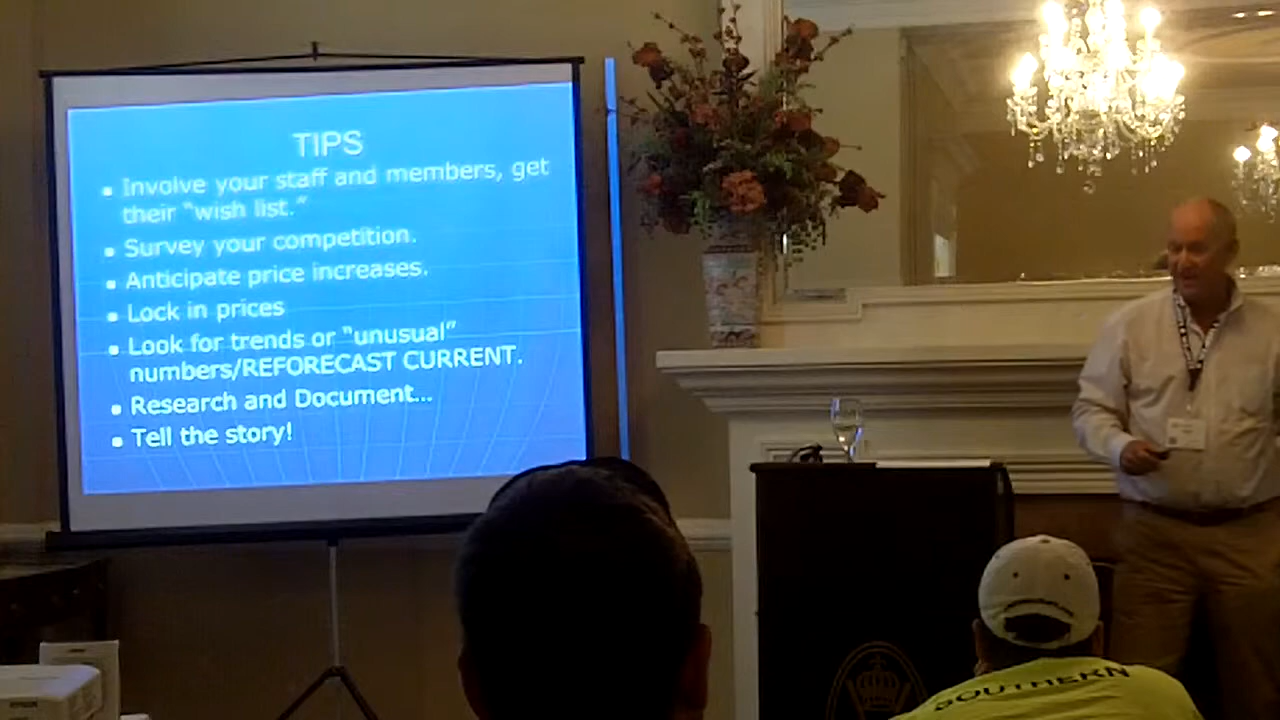 TIPS
Involve your staff and members, get
their “wish list.”
Survey your competition.
Anticipate price increases.
Lock in prices
Look for trends or “unusual”
numbers/REFORECAST CURRENT.
Research and Document...
Tell the story!
SOUTHERN